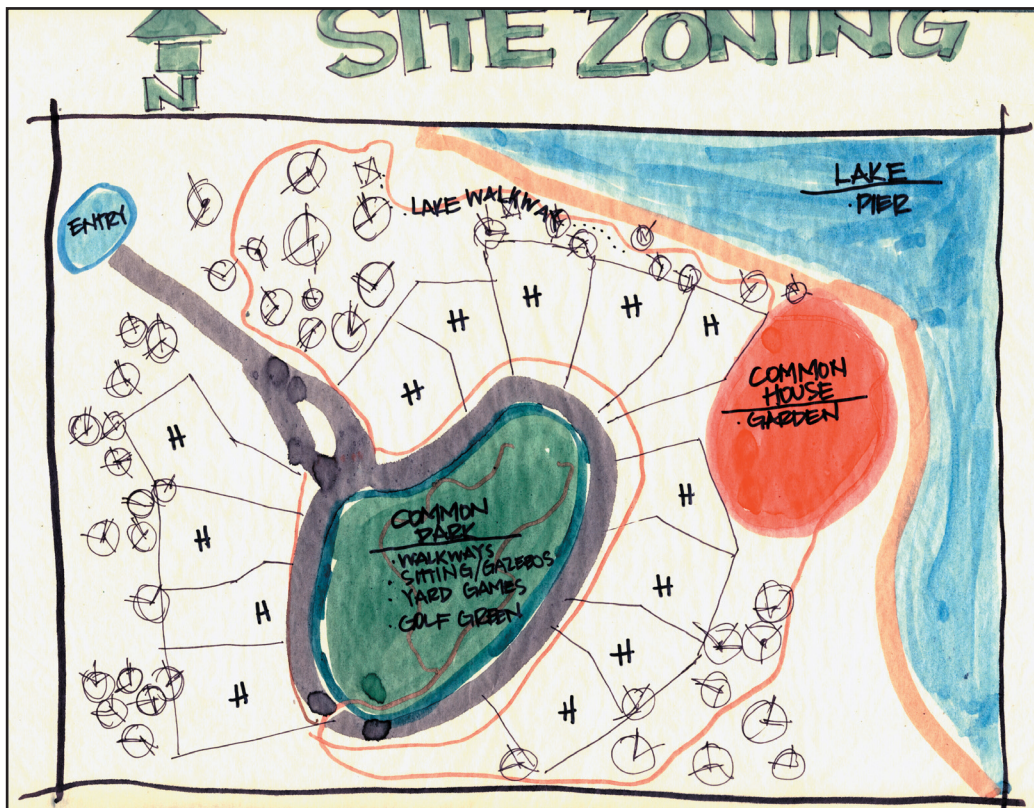 SITE ZONING
N
LAKE
· PIER
ENTRY
· LAKE WALKWAY
H
H
H
H
H
COMMON
HOUSE
· GARDEN
H
H
H
COMMON
PARK
· WALKWAYS
· SITTING/GAZEBOS
· YARD GAMES
· GOLF GREEN
H
H
H
H
H